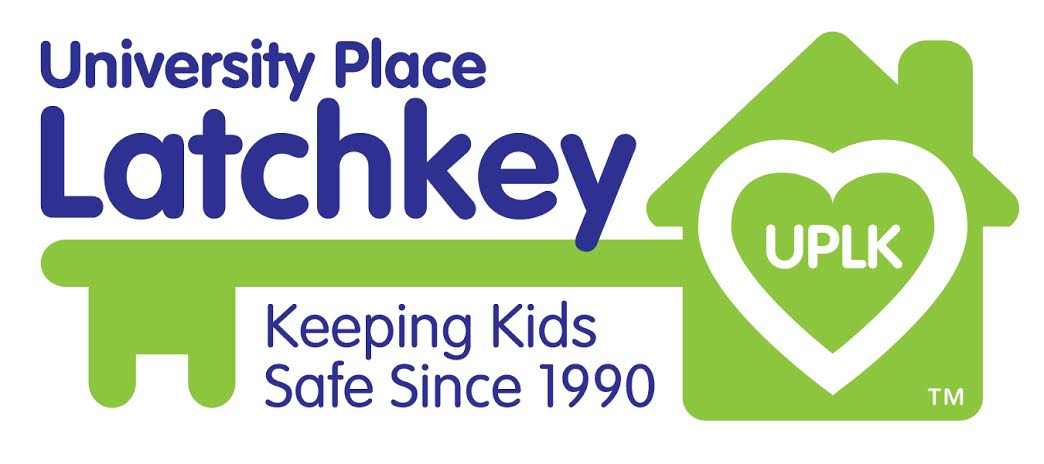 University Place
Latchkey
UPLK
Keeping Kids
Safe Since 1990
TM